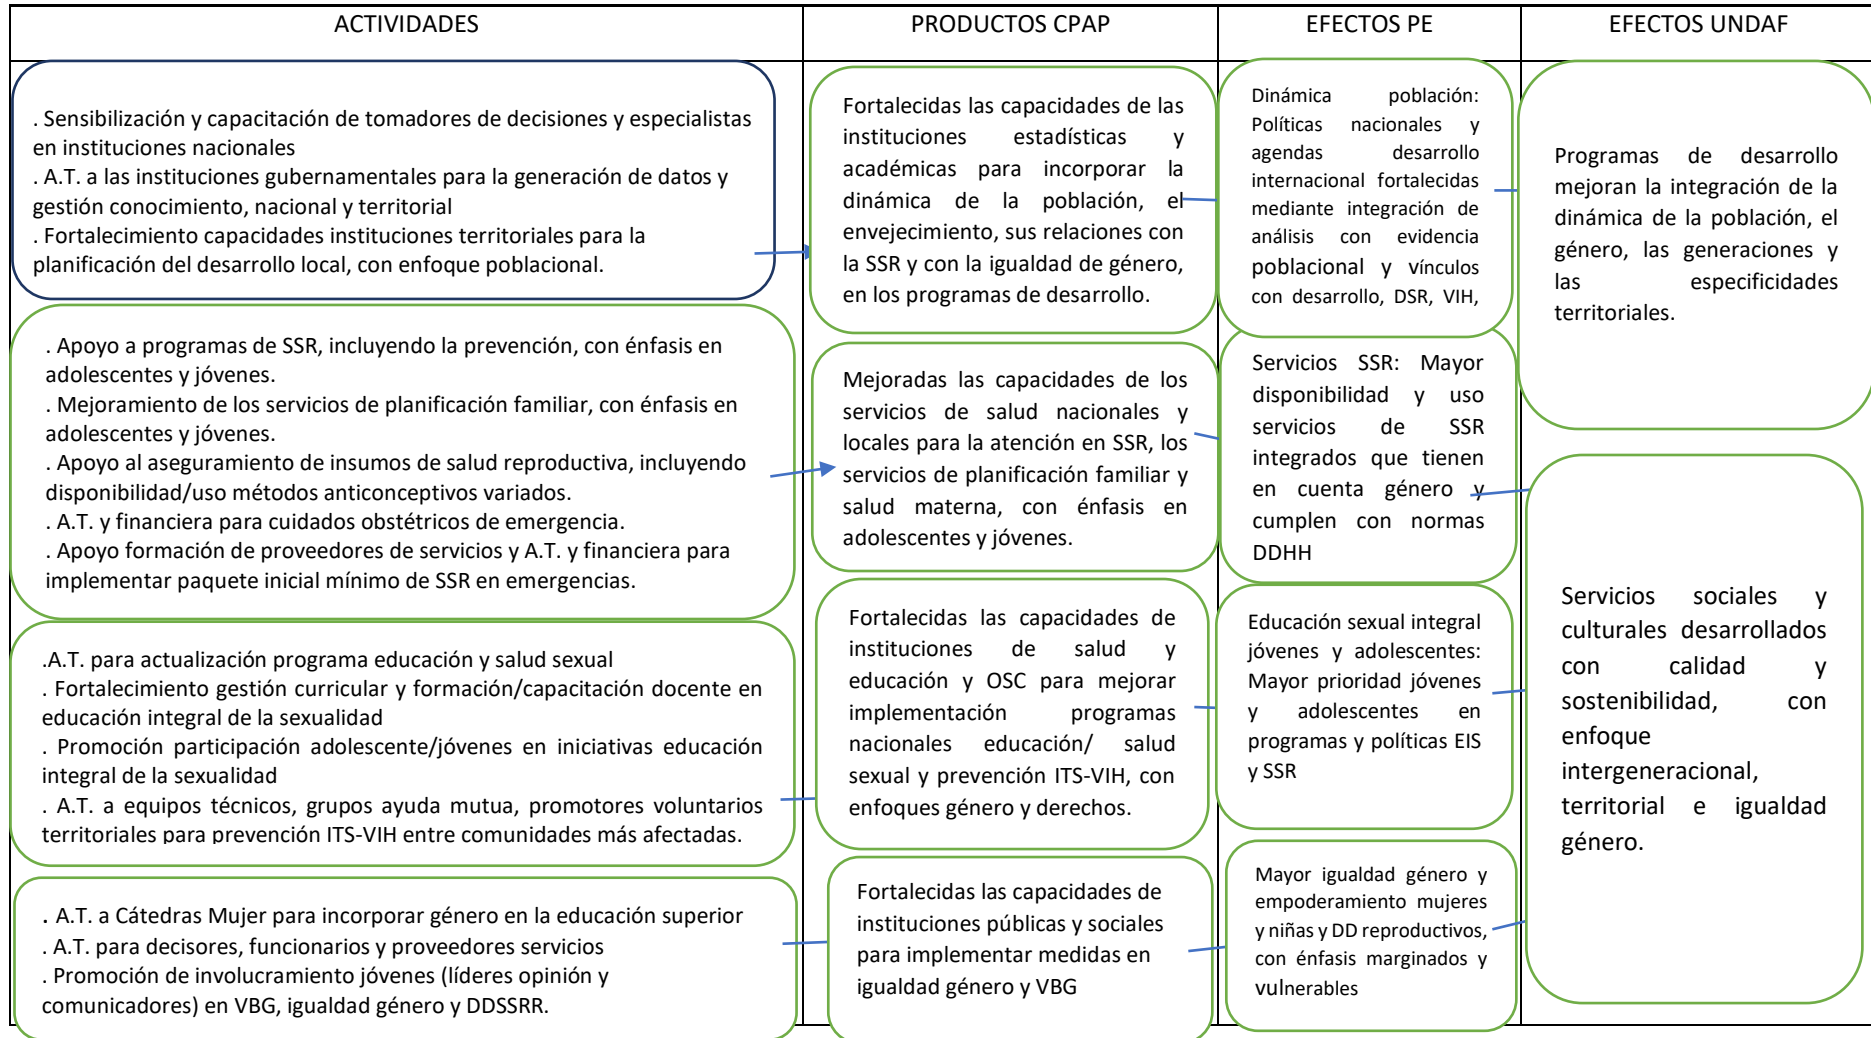 ACTIVIDADES
PRODUCTOS CPAP
EFECTOS PE
EFECTOS UNDAF
. Sensibilización y capacitación de tomadores de decisiones y especialistas
en instituciones nacionales
. A.T. a las instituciones gubernamentales para la generación de datos y
gestión conocimiento, nacional y territorial
. Fortalecimiento capacidades instituciones territoriales para la
planificación del desarrollo local, con enfoque poblacional.
Fortalecidas las capacidades de las
instituciones estadísticas y
académicas para incorporar la
dinámica de la población, el
envejecimiento, sus relaciones con
la SSR y con la igualdad de género,
en los programas de desarrollo.
Dinámica población:
Políticas nacionales y
agendas desarrollo
internacional fortalecidas
mediante integración de
análisis con evidencia
poblacional y vínculos
con desarrollo, DSR, VIH,
Programas de desarrollo
mejoran la integración de la
dinámica de la población, el
género, las generaciones y
las especificidades
territoriales.
. Apoyo a programas de SSR, incluyendo la prevención, con énfasis en
adolescentes y jóvenes.
. Mejoramiento de los servicios de planificación familiar, con énfasis en
adolescentes y jóvenes.
. Apoyo al aseguramiento de insumos de salud reproductiva, incluyendo
disponibilidad/uso métodos anticonceptivos variados.
. A.T. y financiera para cuidados obstétricos de emergencia.
. Apoyo formación de proveedores de servicios y A.T. y financiera para
implementar paquete inicial mínimo de SSR en emergencias.
Mejoradas las capacidades de los
servicios de salud nacionales y
locales para la atención en SSR, los
servicios de planificación familiar y
salud materna, con énfasis en
adolescentes y jóvenes.
Servicios SSR: Mayor
disponibilidad y uso
servicios de SSR
integrados que tienen
en cuenta género y
cumplen con normas
DDHH
Servicios sociales y
culturales desarrollados
con calidad y
sostenibilidad, con
enfoque
intergeneracional,
territorial e igualdad
género.
.A.T. para actualización programa educación y salud sexual
. Fortalecimiento gestión curricular y formación/capacitación docente en
educación integral de la sexualidad
. Promoción participación adolescente/jóvenes en iniciativas educación
integral de la sexualidad
. A.T. a equipos técnicos, grupos ayuda mutua, promotores voluntarios
territoriales para prevención ITS-VIH entre comunidades más afectadas.
Fortalecidas las capacidades de
instituciones de salud y
educación y OSC para mejorar
implementación programas
nacionales educación/ salud
sexual y prevención ITS-VIH, con
enfoques género y derechos.
Educación sexual integral
jóvenes y adolescentes:
Mayor prioridad jóvenes
y adolescentes en
programas y políticas EIS
y SSR
. A.T. a Cátedras Mujer para incorporar género en la educación superior
. A.T. para decisores, funcionarios y proveedores servicios
. Promoción de involucramiento jóvenes (líderes opinión y
comunicadores) en VBG, igualdad género y DDSSRR.
Fortalecidas las capacidades de
instituciones públicas y sociales
para implementar medidas en
igualdad género y VBG
Mayor igualdad género y
empoderamiento mujeres
y niñas y DD reproductivos,
con énfasis marginados y
vulnerables